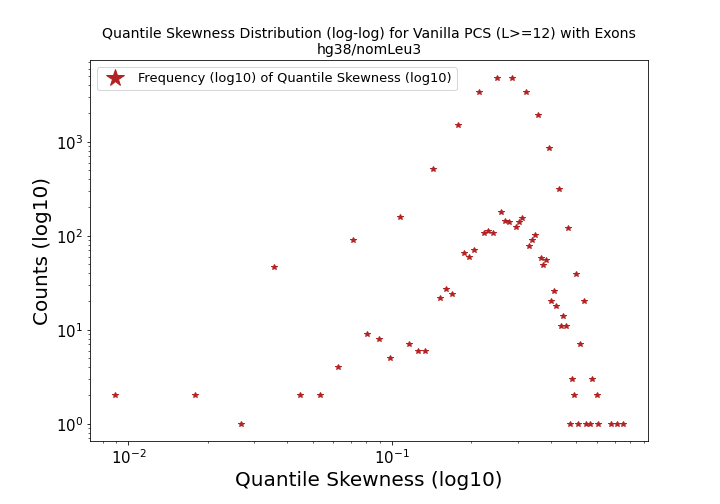 Quantile Skewness Distribution (log-log) for Vanilla PCS (L>=12) with Exons
hg38/nomLeu3
Frequency (log10) of Quantile Skewness (log10)
Counts (log10)
10³
10²
10¹
10⁰
10⁻²
10⁻¹
Quantile Skewness (log10)